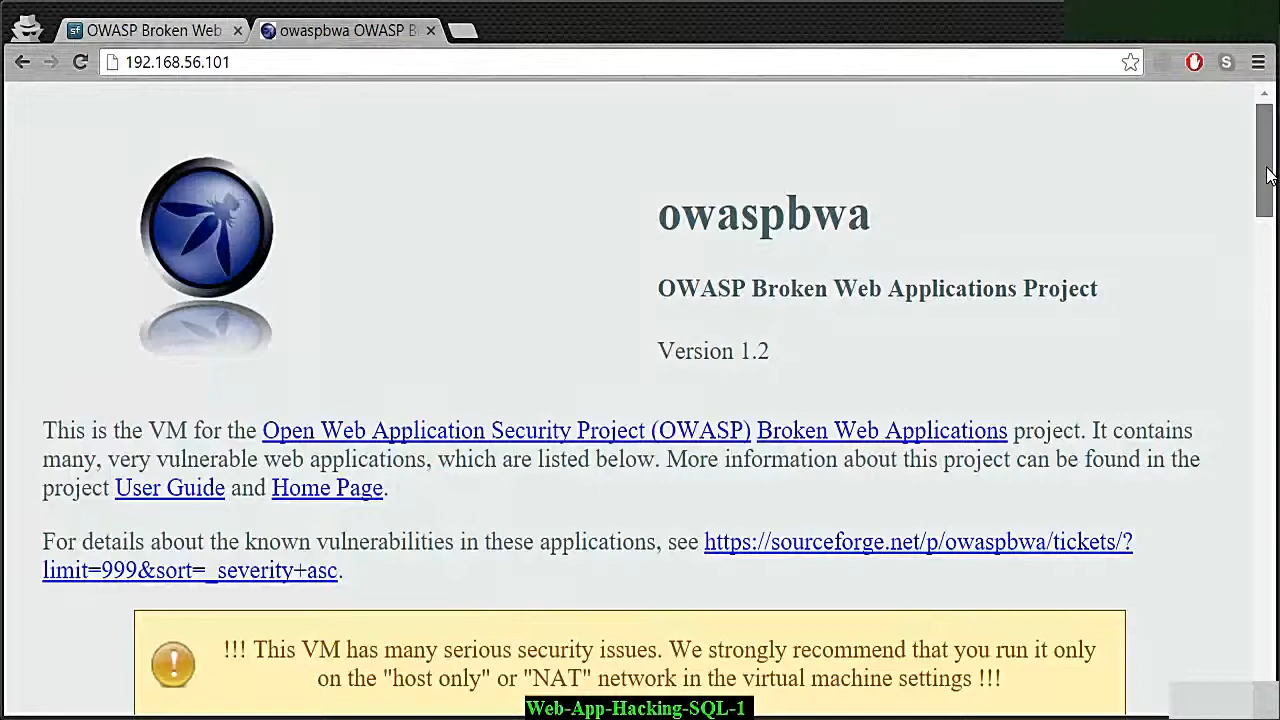 OWASP Broken Web
owaspbwa OWASP B
192.168.56.101
S
owaspbwa
OWASP Broken Web Applications Project
Version 1.2
This is the VM for the Open Web Application Security Project (OWASP) Broken Web Applications project. It contains
many, very vulnerable web applications, which are listed below. More information about this project can be found in the
project User Guide and Home Page.
For details about the known vulnerabilities in these applications, see https://sourceforge.net/p/owaspbwa/tickets/?
limit=999&sort=_severity+asc.
!!! This VM has many serious security issues. We strongly recommend that you run it only
on the "host only" or "NAT" network in the virtual machine settings !!!
Web-App-Hacking-SQL-1